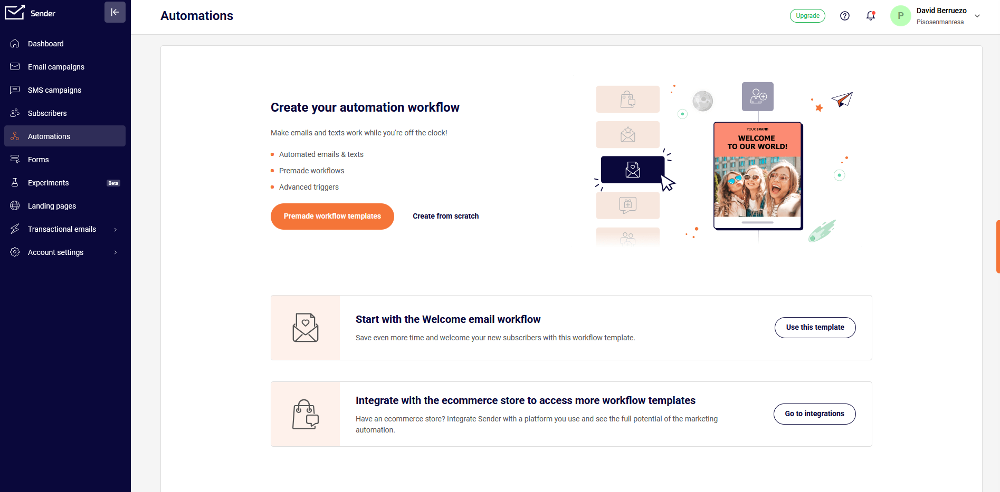 Sender
Dashboard
Email campaigns
SMS campaigns
Subscribers
Automations
Forms
Experiments
Beta
Landing pages
Transactional emails
Account settings
Automations
Upgrade
P
David Berruezo
Pisosenmanresa
Create your automation workflow
Make emails and texts work while you're off the clock!
Automated emails & texts
Premade workflows
Advanced triggers
Premade workflow templates
Create from scratch
YOUR BRAND
WELCOME
TO OUR WORLD!
Start with the Welcome email workflow
Save even more time and welcome your new subscribers with this workflow template.
Use this template
Integrate with the ecommerce store to access more workflow templates
Have an ecommerce store? Integrate Sender with a platform you use and see the full potential of the marketing
automation.
Go to integrations